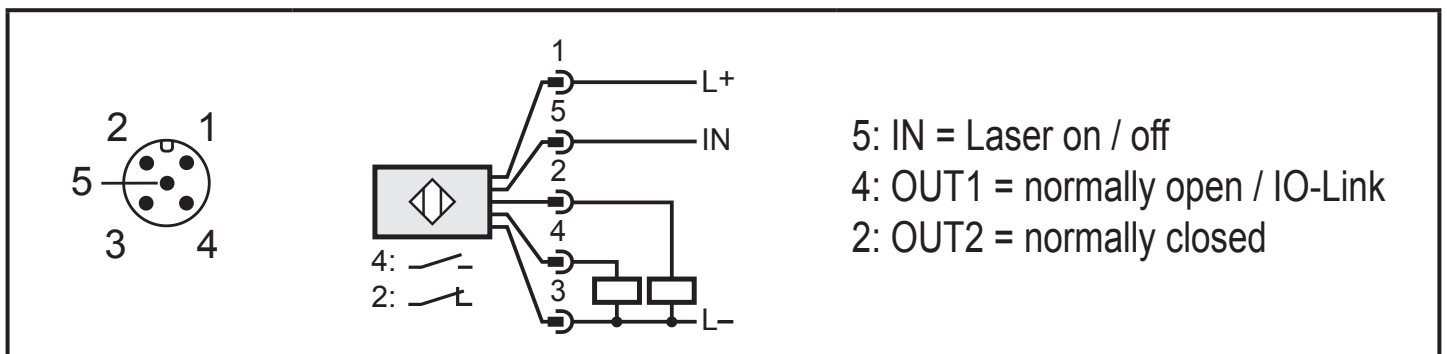 2 1
5
3 4
1
L+
5
IN
2
4
4:
2:
3
L–
5: IN = Laser on / off
4: OUT1 = normally open / IO-Link
2: OUT2 = normally closed